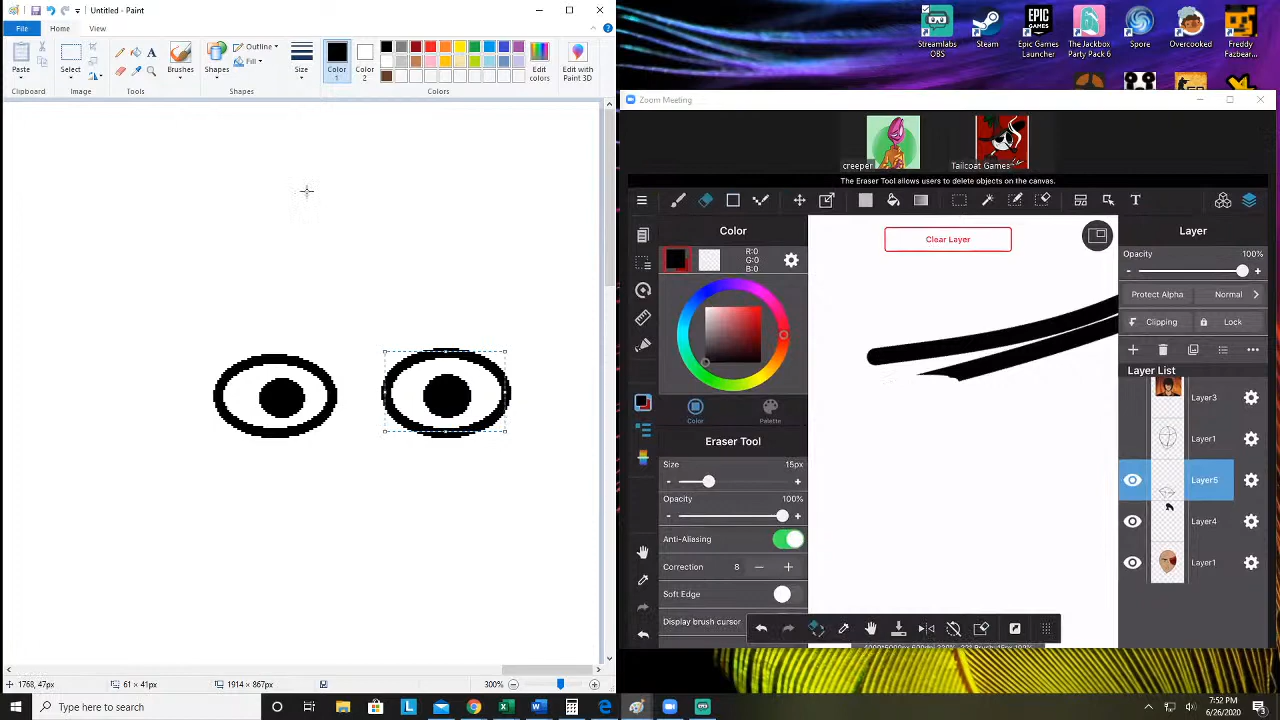 Untitled - Paint
File
Home
View
Paste
Select
Brushes
Shapes
Outline
Fill
Size
Color 1
Color 2
Edit colors
Edit with Paint 3D
Clipboard
Image
Tools
Shapes
Colors
1768, 47px
61 × 41px
1914 × 867px
300%
Streamlabs OBS
Steam
Epic Games Launcher
The Jackbox Party Pack 6
Spore
Overcooked
Freddy Fazbear...
Zoom Meeting
creeper
Tailcoat Games
The Eraser Tool allows users to delete objects on the canvas.
Color
R:0
G:0
B:0
Color
Palette
Eraser Tool
Size
15px
Opacity
100%
Anti-Aliasing
Correction
8
Soft Edge
Display brush cursor
Clear Layer
Layer
Opacity
100%
Protect Alpha
Normal
Clipping
Lock
Layer List
Layer3
Layer1
Layer5
Layer4
Layer1
Type here to search
7:52 PM
6/26/2020